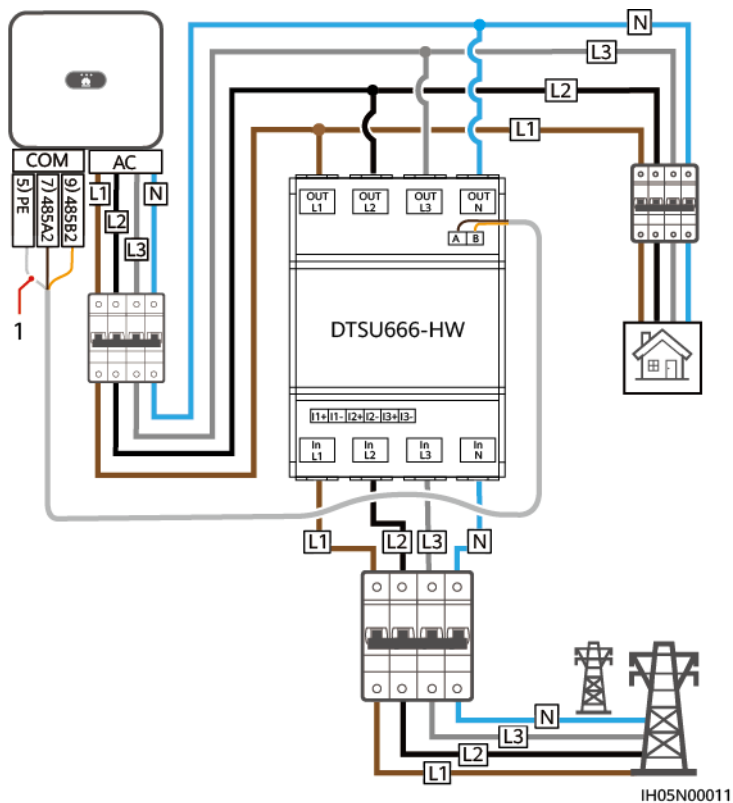 N
L3
L2
L1
COM
AC
5) PE
7) 485A2
9) 485B2
L1
L2
L3
N
OUT L1
OUT L2
OUT L3
OUT N
A B
1
DTSU666-HW
I1+ I1- I2+ I2- I3+ I3-
In L1
In L2
In L3
In N
L1
L2
L3
N
N
L3
L2
L1
IH05N00011